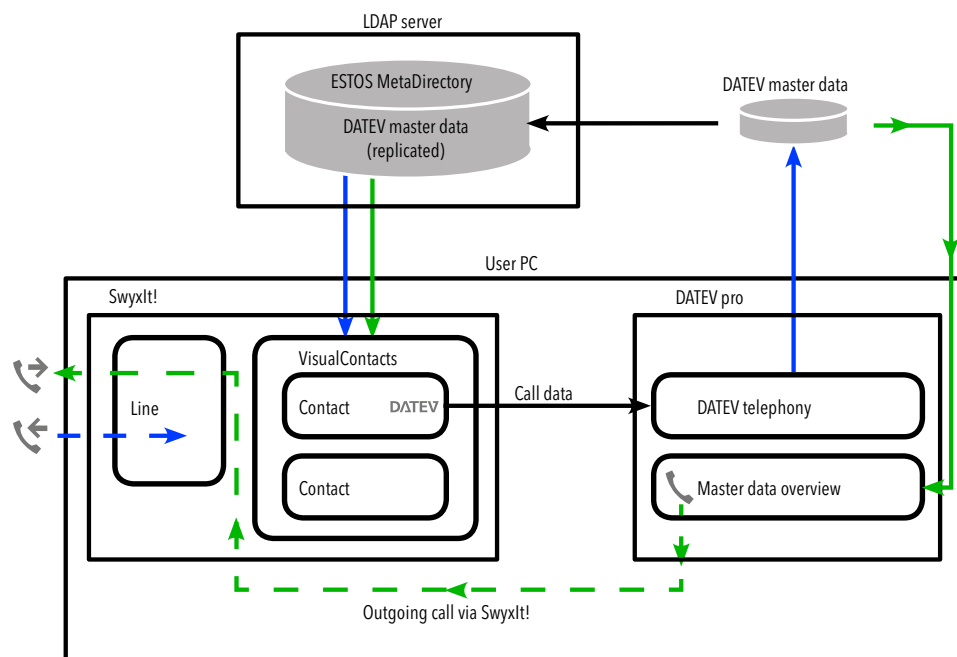 LDAP server
ESTOS MetaDirectory
DATEV master data
(replicated)
DATEV master data
User PC
SwyxIt!
DATEV pro
VisualContacts
Line
Contact
DATEV
Call data
DATEV telephony
Contact
Master data overview
Outgoing call via SwyxIt!